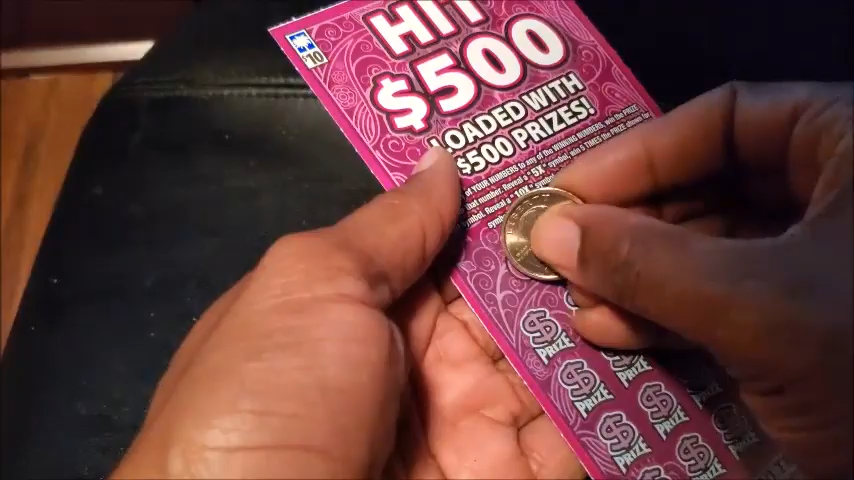 $10
HIT
$500
LOADED WITH
$500 PRIZES!
of YOUR NUMBERS to any of the WINNING NUMBERS, win the PRIZE
that number. Reveal a "5X" symbol, win 5 TIMES the PRIZE shown for
symbol. Reveal a "10X"
symbol
$ PRIZE
$ PRIZE
$ PRIZE
$ PRIZE
$ PRIZE
$ PRIZE
$ PRIZE